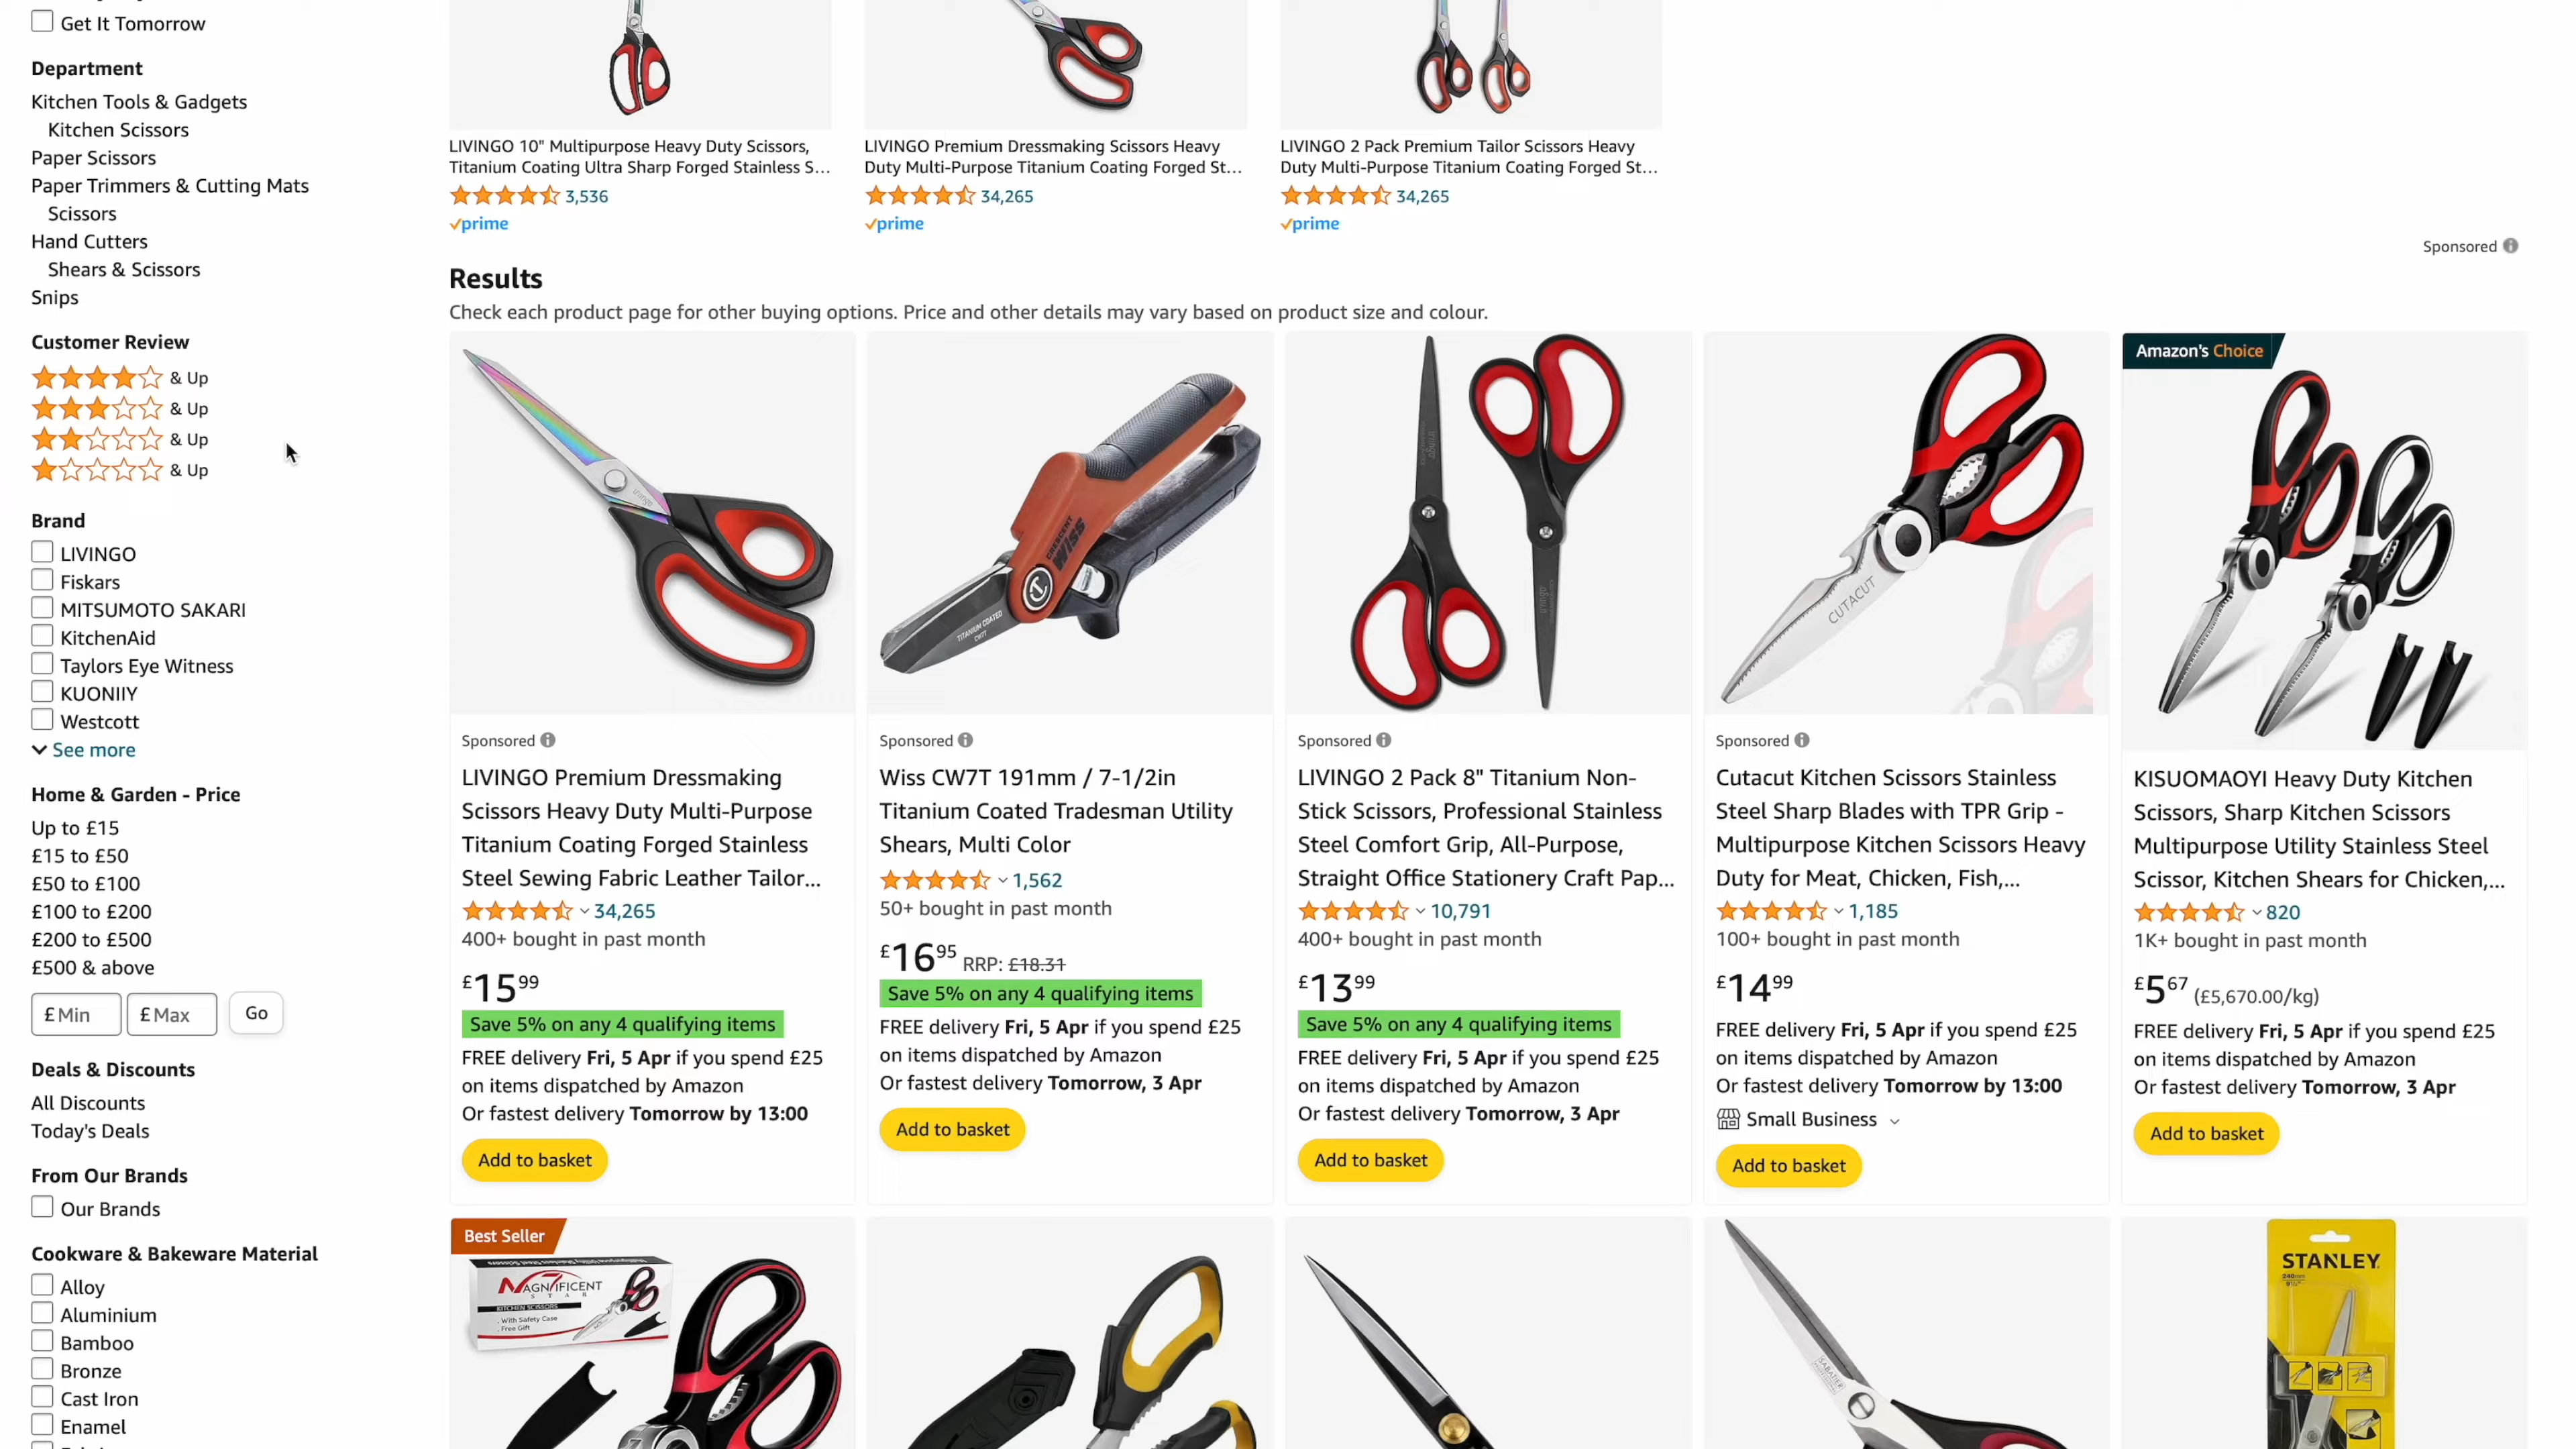 Get It Tomorrow
Department
Kitchen Tools & Gadgets
Kitchen Scissors
Paper Scissors
Paper Trimmers & Cutting Mats
Scissors
Hand Cutters
Shears & Scissors
Snips
Customer Review
& Up
& Up
& Up
& Up
Brand
LIVINGO
Fiskars
MITSUMOTO SAKARI
KitchenAid
Taylors Eye Witness
KUONIIY
Westcott
See more
Home & Garden - Price
Up to £15
£15 to £50
£50 to £100
£100 to £200
£200 to £500
£500 & above
£ Min £ Max Go
Deals & Discounts
All Discounts
Today's Deals
From Our Brands
Our Brands
Cookware & Bakeware Material
Alloy
Aluminium
Bamboo
Bronze
Cast Iron
Enamel
LIVINGO 10" Multipurpose Heavy Duty Scissors,
Titanium Coating Ultra Sharp Forged Stainless S...
3,536
prime
LIVINGO Premium Dressmaking Scissors Heavy
Duty Multi-Purpose Titanium Coating Forged St...
34,265
prime
LIVINGO 2 Pack Premium Tailor Scissors Heavy
Duty Multi-Purpose Titanium Coating Forged St...
34,265
prime
Sponsored
Results
Check each product page for other buying options. Price and other details may vary based on product size and colour.
livingo
Sponsored
LIVINGO Premium Dressmaking
Scissors Heavy Duty Multi-Purpose
Titanium Coating Forged Stainless
Steel Sewing Fabric Leather Tailor...
34,265
400+ bought in past month
£15 99
Save 5% on any 4 qualifying items
FREE delivery Fri, 5 Apr if you spend £25
on items dispatched by Amazon
Or fastest delivery Tomorrow by 13:00
Add to basket
CRESCENT
WISS
TITANIUM COATED
CW7T
Sponsored
Wiss CW7T 191mm / 7-1/2in
Titanium Coated Tradesman Utility
Shears, Multi Color
1,562
50+ bought in past month
£16 95 RRP: £18.31
Save 5% on any 4 qualifying items
FREE delivery Fri, 5 Apr if you spend £25
on items dispatched by Amazon
Or fastest delivery Tomorrow, 3 Apr
Add to basket
Sponsored
LIVINGO 2 Pack 8" Titanium Non-
Stick Scissors, Professional Stainless
Steel Comfort Grip, All-Purpose,
Straight Office Stationery Craft Pap...
10,791
400+ bought in past month
£13 99
Save 5% on any 4 qualifying items
FREE delivery Fri, 5 Apr if you spend £25
on items dispatched by Amazon
Or fastest delivery Tomorrow, 3 Apr
Add to basket
CUTACUT
Sponsored
Cutacut Kitchen Scissors Stainless
Steel Sharp Blades with TPR Grip -
Multipurpose Kitchen Scissors Heavy
Duty for Meat, Chicken, Fish,...
1,185
100+ bought in past month
£14 99
FREE delivery Fri, 5 Apr if you spend £25
on items dispatched by Amazon
Or fastest delivery Tomorrow by 13:00
Small Business
Add to basket
Amazon's Choice
KISUOMAOYI Heavy Duty Kitchen
Scissors, Sharp Kitchen Scissors
Multipurpose Utility Stainless Steel
Scissor, Kitchen Shears for Chicken,...
820
1K+ bought in past month
£5 67 (£5,670.00/kg)
FREE delivery Fri, 5 Apr if you spend £25
on items dispatched by Amazon
Or fastest delivery Tomorrow, 3 Apr
Add to basket
Best Seller
MAGNIFICENT
STAR
KITCHEN SCISSORS
. With Safety Case
. Free Gift
SABATIER
STANLEY
240mm